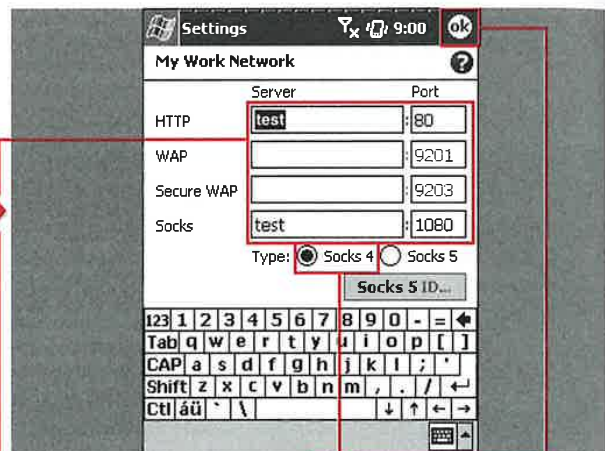 Settings 9:00 ok
My Work Network ?
Server Port
HTTP test : 80
WAP : 9201
Secure WAP : 9203
Socks test : 1080
Type: Socks 4 Socks 5
Socks 5 ID...
123 1 2 3 4 5 6 7 8 9 0 - =
Tab q w e r t y u i o p [ ]
CAP a s d f g h j k l ; '
Shift z x c v b n m , . /
Ctl áü ` \